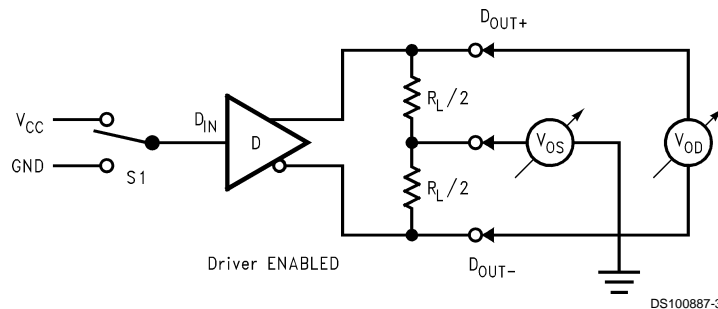 DOUT+
VCC
GND
S1
DIN
D
RL/2
VOS
VOD
RL/2
Driver ENABLED
DOUT-
DS100887-3